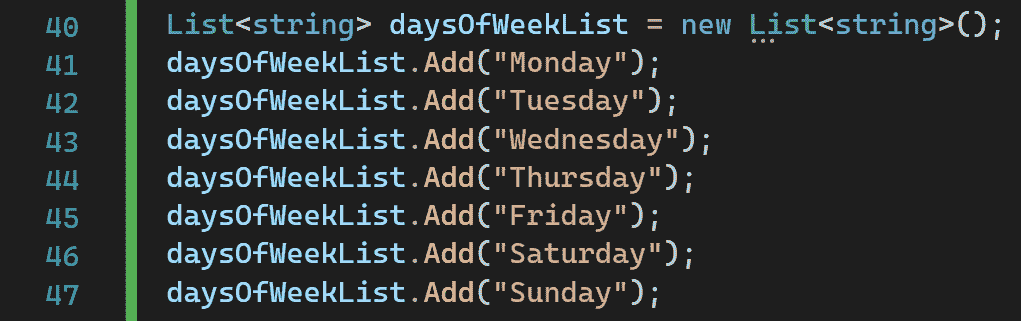 40 List<string> daysOfWeekList = new List<string>();
41 daysOfWeekList.Add("Monday");
42 daysOfWeekList.Add("Tuesday");
43 daysOfWeekList.Add("Wednesday");
44 daysOfWeekList.Add("Thursday");
45 daysOfWeekList.Add("Friday");
46 daysOfWeekList.Add("Saturday");
47 daysOfWeekList.Add("Sunday");